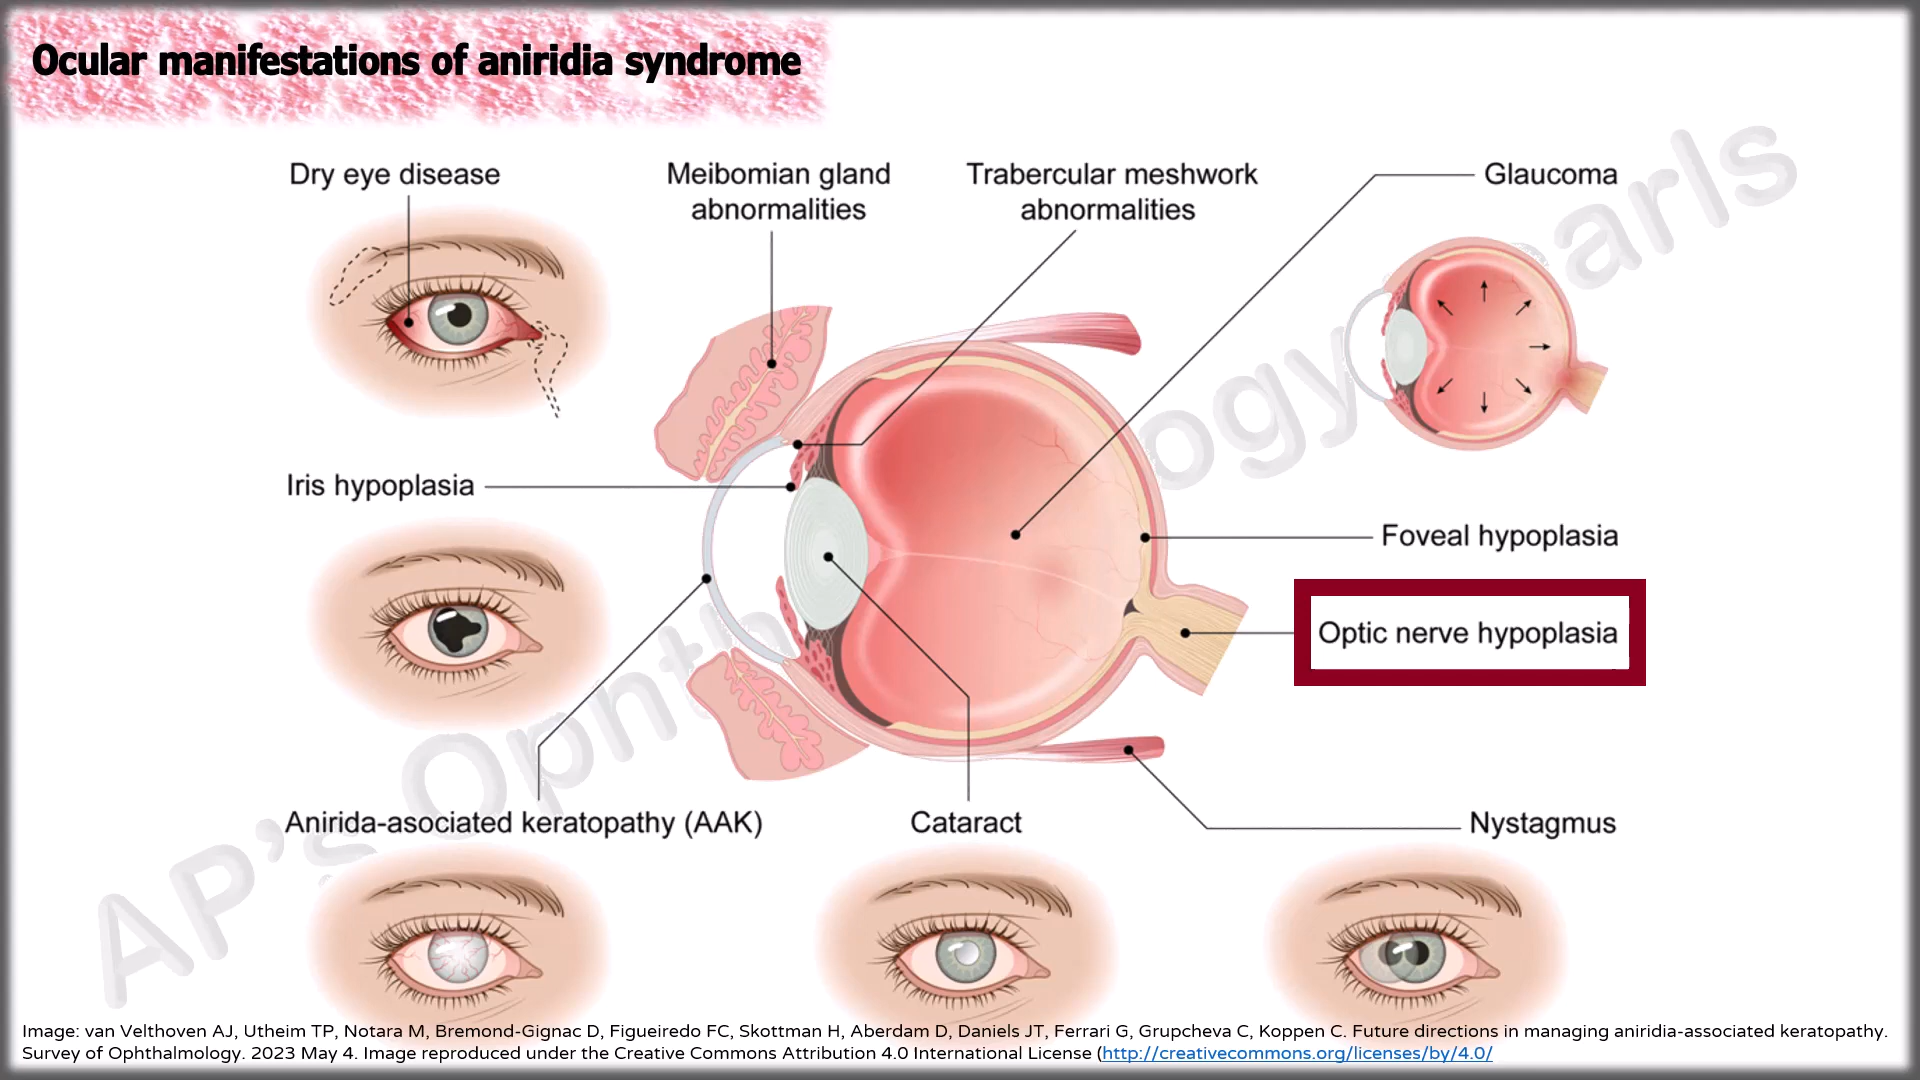 Ocular manifestations of aniridia syndrome
Dry eye disease
Meibomian gland
abnormalities
Trabercular meshwork
abnormalities
Glaucoma
Iris hypoplasia
Foveal hypoplasia
Optic nerve hypoplasia
Anirida-asociated keratopathy (AAK)
Cataract
Nystagmus
AP's Ophth ogy earls
Image: van Velthoven AJ, Utheim TP, Notara M, Bremond-Gignac D, Figueiredo FC, Skottman H, Aberdam D, Daniels JT, Ferrari G, Grupcheva C, Koppen C. Future directions in managing aniridia-associated keratopathy.
Survey of Ophthalmology. 2023 May 4. Image reproduced under the Creative Commons Attribution 4.0 International License (http://creativecommons.org/licenses/by/4.0/